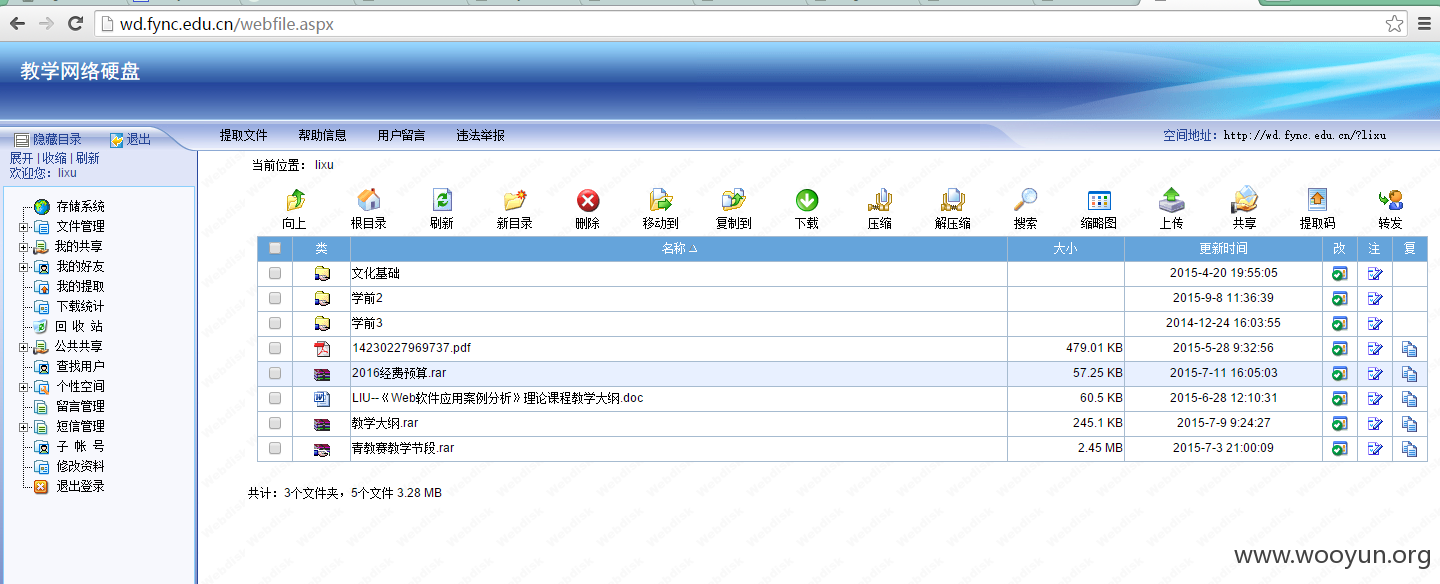 wd.fync.edu.cn/webfile.aspx
教学网络硬盘
隐藏目录 退出
展开 | 收缩 | 刷新
欢迎您: lixu
提取文件 帮助信息 用户留言 违法举报
空间地址: http://wd.fync.edu.cn/?lixu
当前位置: lixu
存储系统
文件管理
我的共享
我的好友
我的提取
下载统计
回 收 站
公共共享
查找用户
个性空间
留言管理
短信管理
子 帐 号
修改资料
退出登录
向上 根目录 刷新 新目录 删除 移动到 复制到 下载 压缩 解压缩 搜索 缩略图 上传 共享 提取码 转发
类 名称 大小 更新时间 改 注 复
文化基础 2015-4-20 19:55:05
学前2 2015-9-8 11:36:39
学前3 2014-12-24 16:03:55
14230227969737.pdf 479.01 KB 2015-5-28 9:32:56
2016经费预算.rar 57.25 KB 2015-7-11 16:05:03
LIU--《Web软件应用案例分析》理论课程教学大纲.doc 60.5 KB 2015-6-28 12:10:31
教学大纲.rar 245.1 KB 2015-7-9 9:24:27
青教赛教学节段.rar 2.45 MB 2015-7-3 21:00:09
共计: 3个文件夹，5个文件 3.28 MB
www.wooyun.org